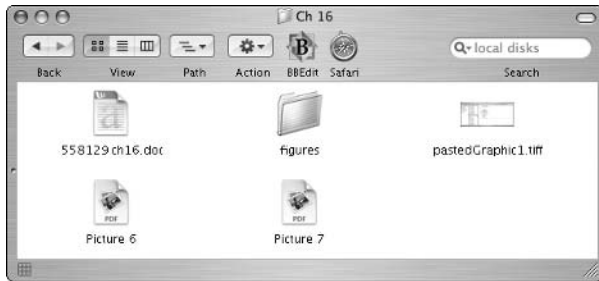 Ch 16
local disks
Back View Path Action BBEdit Safari Search
558129 ch16.doc figures pastedGraphic1.tiff
PDF PDF
Picture 6 Picture 7